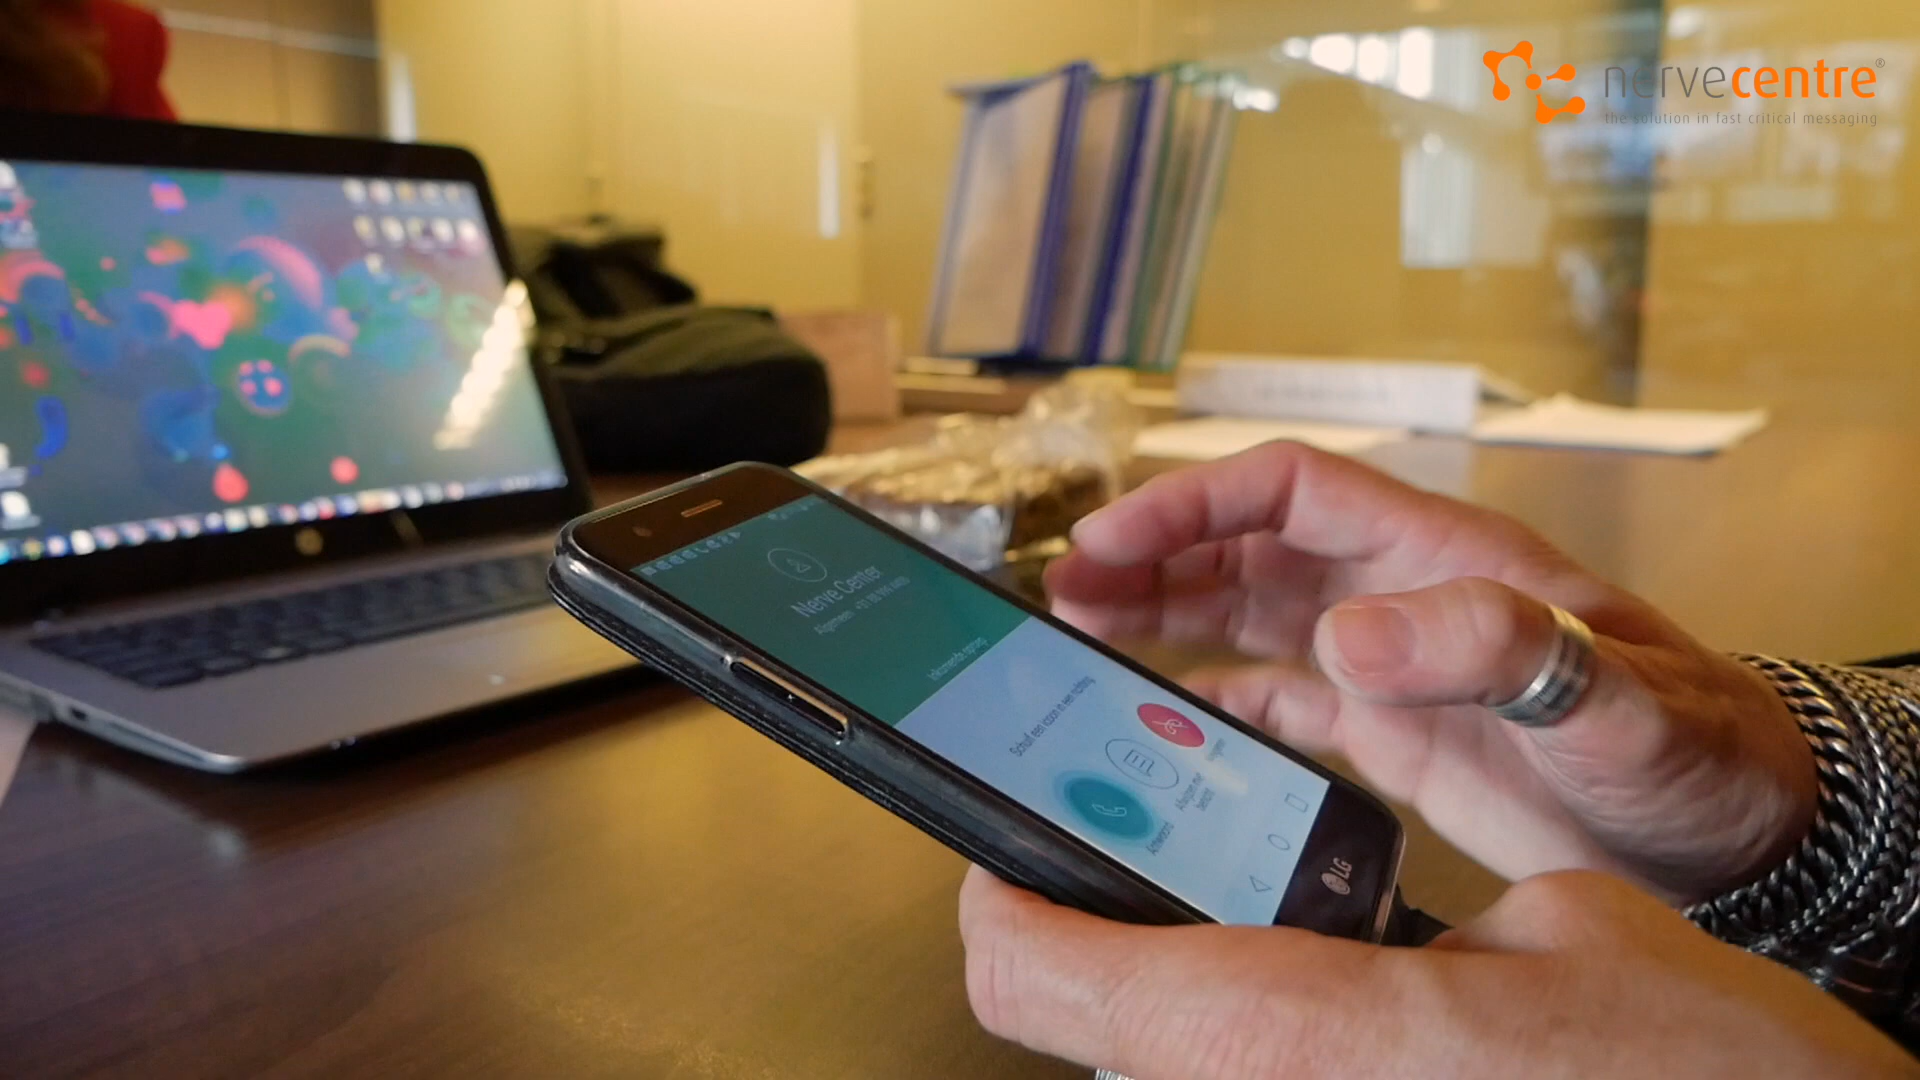 nervecentre®
the solution in fast critical messaging
Nerve Center
Algemeen
Inkomende oproep
Schuif een icoon in een richting
Weigeren
Afwijzen met
bericht
Antwoord
LG